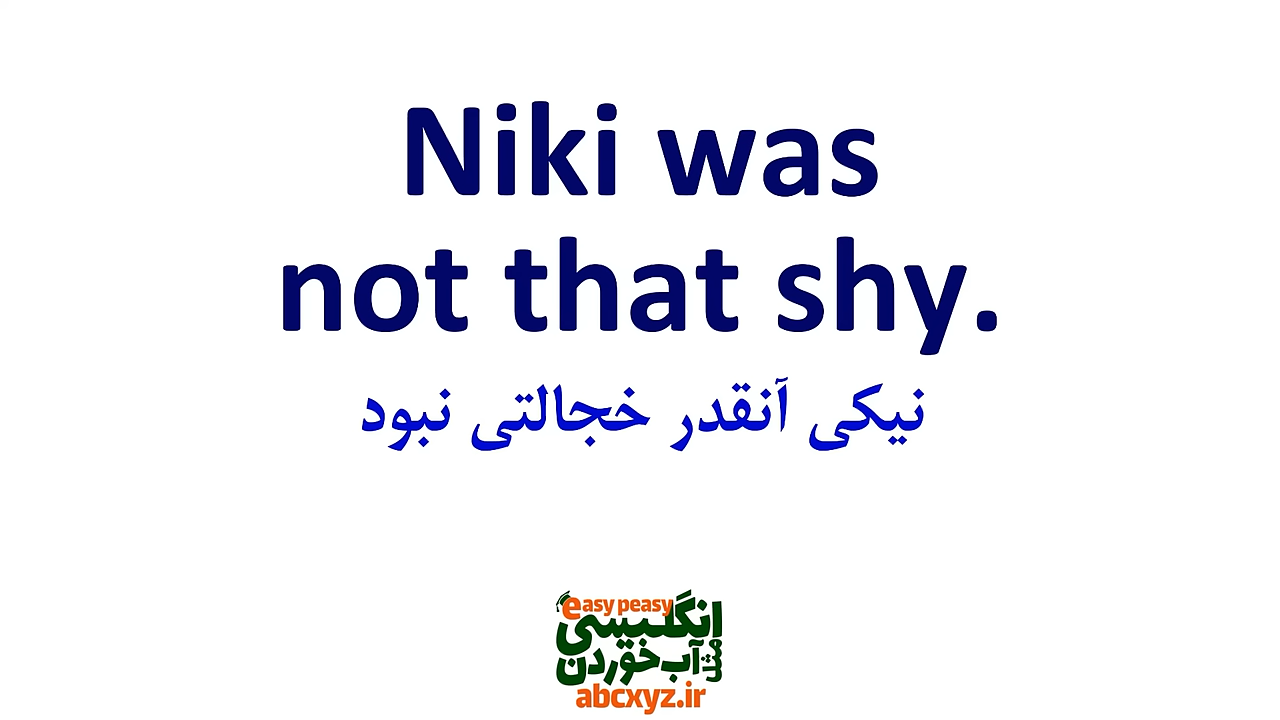 Niki was
not that shy.
نیکی آنقدر خجالتی نبود
easy peasy
انگلیسی
مثل
آب خوردن
abcxyz.ir